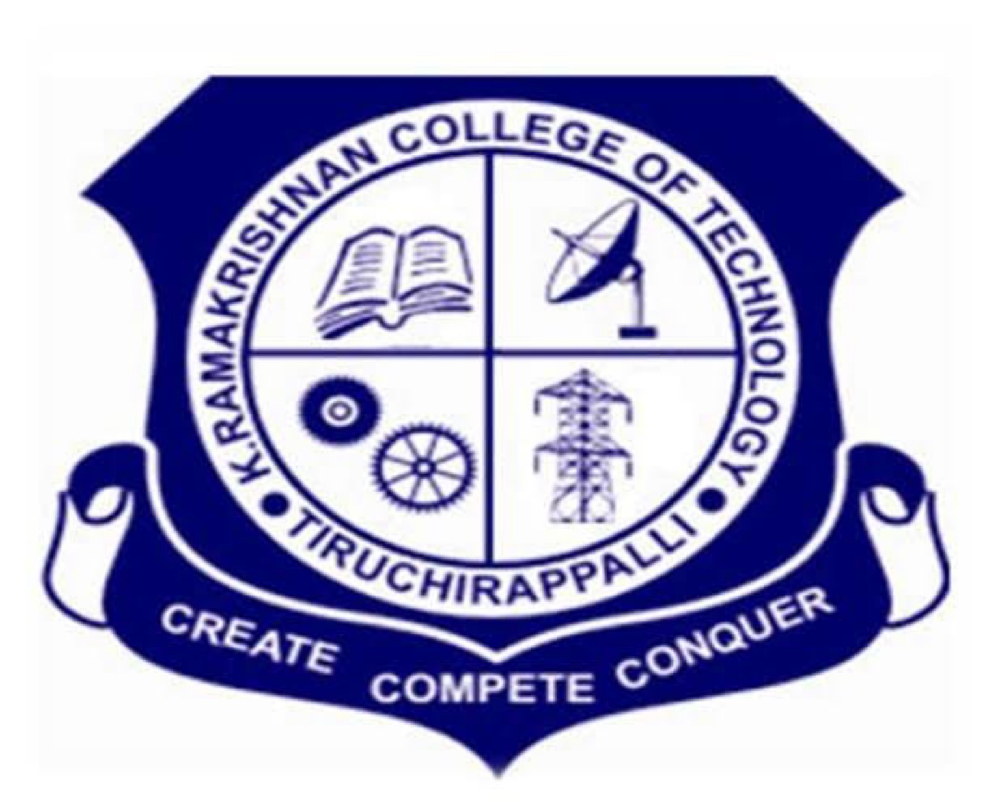 K.RAMAKRISHNAN COLLEGE OF TECHNOLOGY
TIRUCHIRAPPALLI
CREATE COMPETE CONQUER